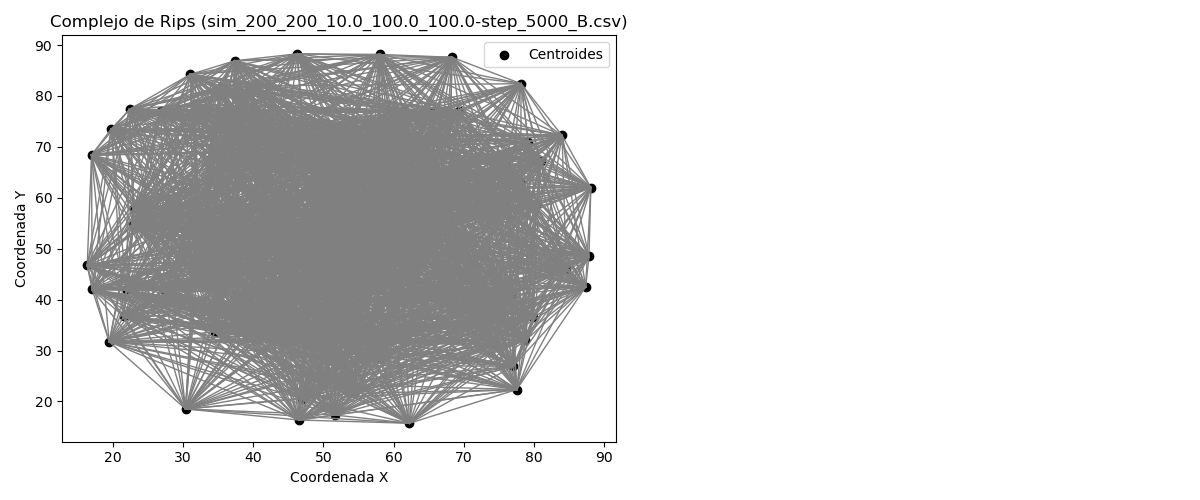 Complejo de Rips (sim_200_200_10.0_100.0_100.0-step_5000_B.csv)
Centroides
90
80
70
60
50
40
30
20
Coordenada Y
20 30 40 50 60 70 80 90
Coordenada X